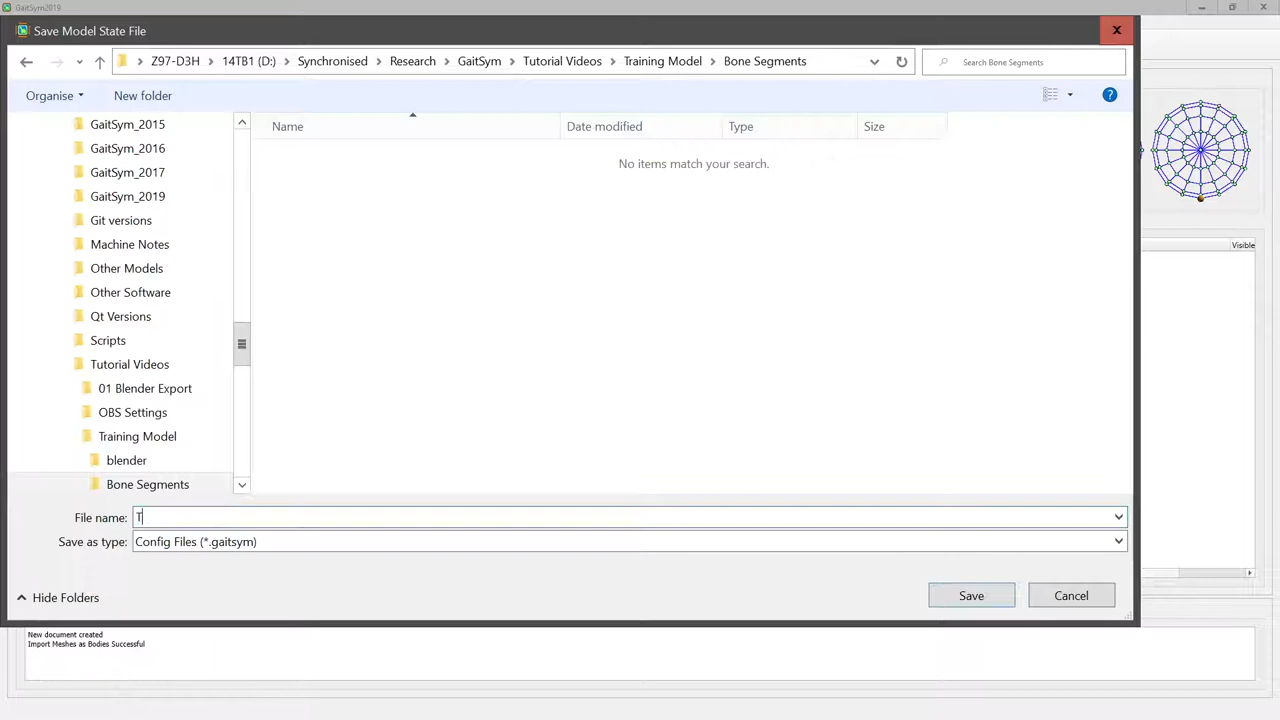 GaitSym2019
Save Model State File
Z97-D3H 14TB1 (D:) Synchronised Research GaitSym Tutorial Videos Training Model Bone Segments
Search Bone Segments
Organise New folder
GaitSym_2015
GaitSym_2016
GaitSym_2017
GaitSym_2019
Git versions
Machine Notes
Other Models
Other Software
Qt Versions
Scripts
Tutorial Videos
01 Blender Export
OBS Settings
Training Model
blender
Bone Segments
Name Date modified Type Size
No items match your search.
Visible
File name: T
Save as type: Config Files (*.gaitsym)
Hide Folders
Save Cancel
New document created
Import Meshes as Bodies Successful